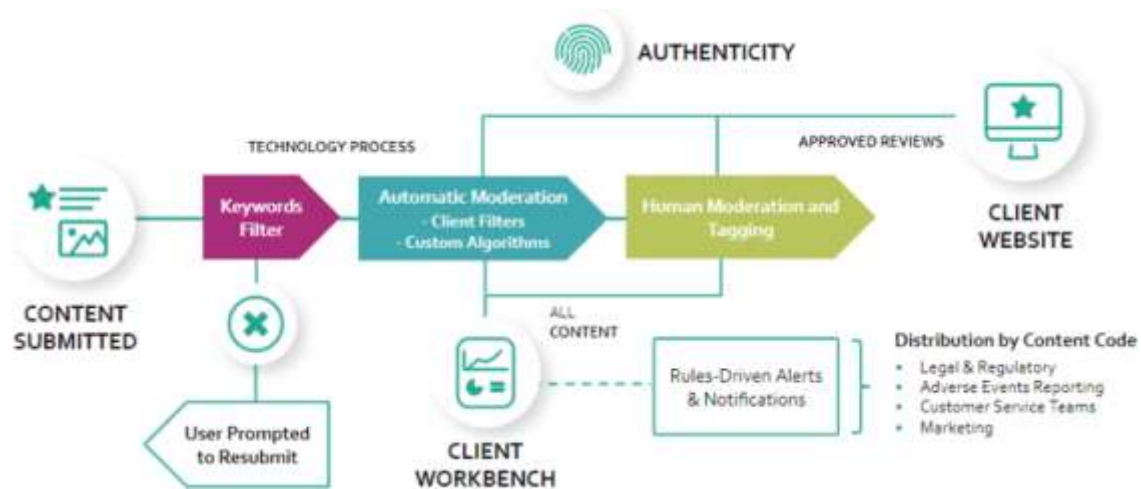 AUTHENTICITY
TECHNOLOGY PROCESS
APPROVED REVIEWS
Keywords
Filter
Automatic Moderation
- Client Filters
- Custom Algorithms
Human Moderation and
Tagging
CLIENT
WEBSITE
CONTENT
SUBMITTED
ALL
CONTENT
User Prompted
to Resubmit
CLIENT
WORKBENCH
Rules-Driven Alerts
& Notifications
Distribution by Content Code
• Legal & Regulatory
• Adverse Events Reporting
• Customer Service Teams
• Marketing